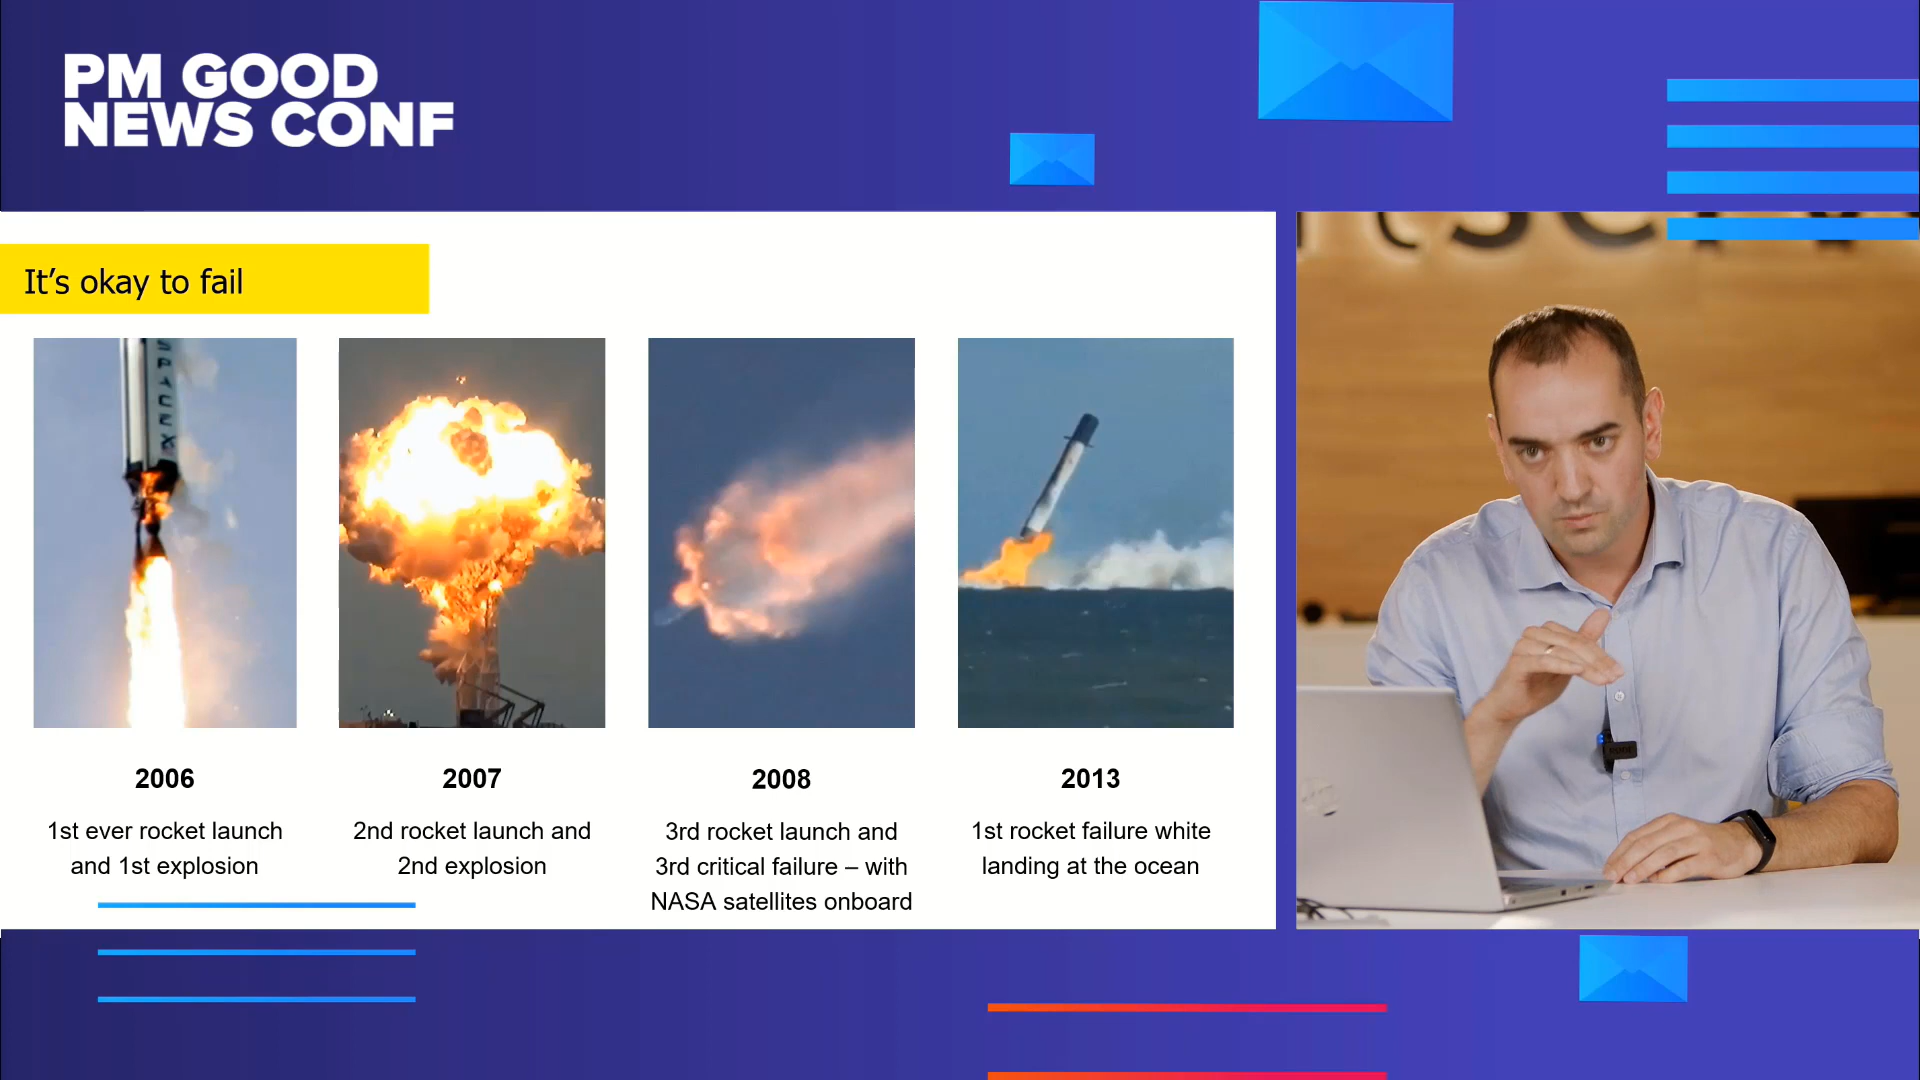 PM GOOD
NEWS CONF
It's okay to fail
SPACEX
2006
1st ever rocket launch
and 1st explosion
2007
2nd rocket launch and
2nd explosion
2008
3rd rocket launch and
3rd critical failure – with
NASA satellites onboard
2013
1st rocket failure white
landing at the ocean